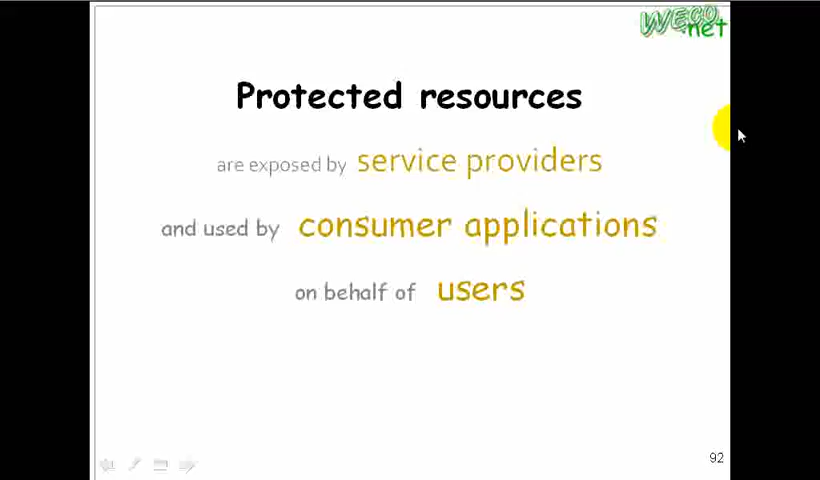 WECO
.net
Protected resources
are exposed by service providers
and used by consumer applications
on behalf of users
92